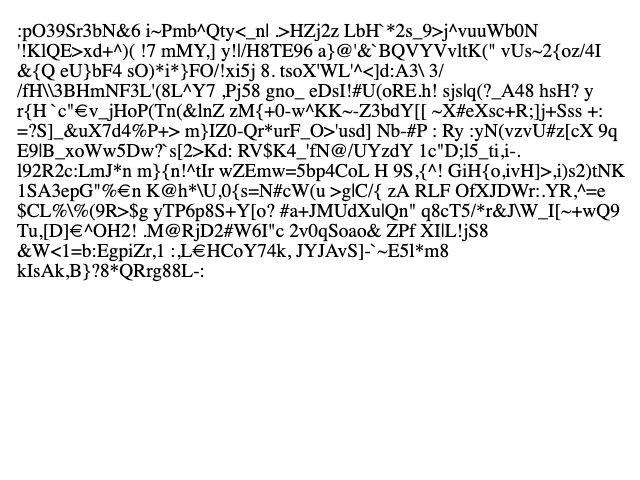 :pO39Sr3bN&6 i~Pmb^Qty<_n| .>HZj2z LbH`*2s_9>j^vuuWb0N
'!KlQE>xd+^)( !7 mMY,] y!|/H8TE96 a}@'&`BQVYVvltK(" vUs~2{oz/4I
&{Q eU}bF4 sO)*i*}FO/!xi5j 8. tsoX'WL'^<]d:A3\ 3/
/fH\\3BHmNF3L'(8L^Y7 ,Pj58 gno_ eDsI!#U(oRE.h! sjs|q(?_A48 hsH? y
r{H `c"€v_jHoP(Tn(&lnZ zM{+0-w^KK~-Z3bdY[[ ~X#eXsc+R;]j+Sss +:
=?S]_&uX7d4%P+> m}IZ0-Qr*urF_O>'usd] Nb-#P : Ry :yN(vzvU#z[cX 9q
E9|B_xoWw5Dw?`s[2>Kd: RV$K4_'fN@/UYzdY 1c"D;l5_ti,i-.
l92R2c:LmJ*n m}{n!^tIr wZEmw=5bp4CoL H 9S,{^! GiH{o,ivH]>,i)s2)tNK
1SA3epG"%€n K@h*\U,0{s=N#cW(u >g|C/{ zA RLF OfXJDWr:.YR,^=e
$CL%\%(9R>$g yTP6p8S+Y[o? #a+JMUdXu|Qn" q8cT5/*r&J\W_I[~+wQ9
Tu,[D]€^OH2! .M@RjD2#W6I"c 2v0qSoao& ZPf XI|L!jS8
&W<1=b:EgpiZr,1 :,L€HCoY74k, JYJAvS]-`~E5l*m8
kIsAk,B}?8*QRrg88L-: